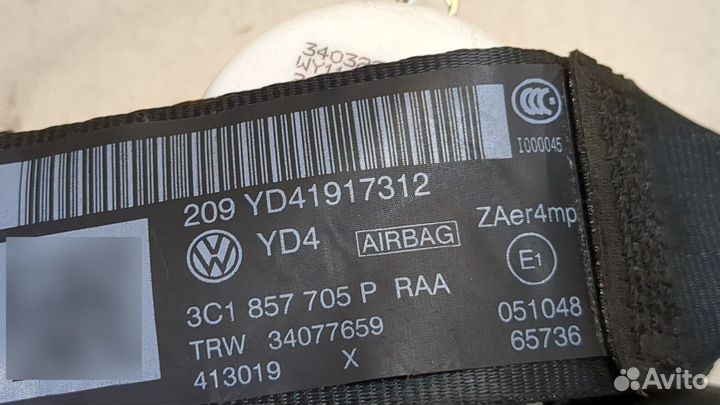 209 YD41917312
I000045
YD4 AIRBAG ZAer4mp
E1
3C1 857 705 P RAA
051048
TRW 34077659
65736
413019 X
Avito